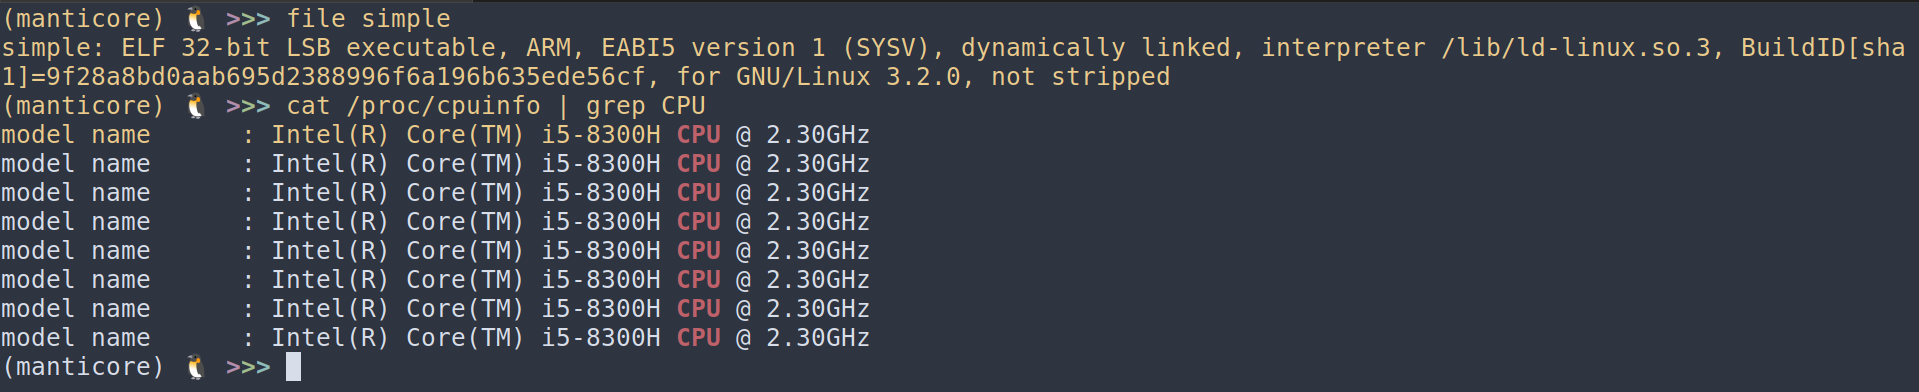 (manticore) 🐧 >>> file simple
simple: ELF 32-bit LSB executable, ARM, EABI5 version 1 (SYSV), dynamically linked, interpreter /lib/ld-linux.so.3, BuildID[sha
1]=9f28a8bd0aab695d2388996f6a196b635ede56cf, for GNU/Linux 3.2.0, not stripped
(manticore) 🐧 >>> cat /proc/cpuinfo | grep CPU
model name      : Intel(R) Core(TM) i5-8300H CPU @ 2.30GHz
model name      : Intel(R) Core(TM) i5-8300H CPU @ 2.30GHz
model name      : Intel(R) Core(TM) i5-8300H CPU @ 2.30GHz
model name      : Intel(R) Core(TM) i5-8300H CPU @ 2.30GHz
model name      : Intel(R) Core(TM) i5-8300H CPU @ 2.30GHz
model name      : Intel(R) Core(TM) i5-8300H CPU @ 2.30GHz
model name      : Intel(R) Core(TM) i5-8300H CPU @ 2.30GHz
model name      : Intel(R) Core(TM) i5-8300H CPU @ 2.30GHz
(manticore) 🐧 >>>